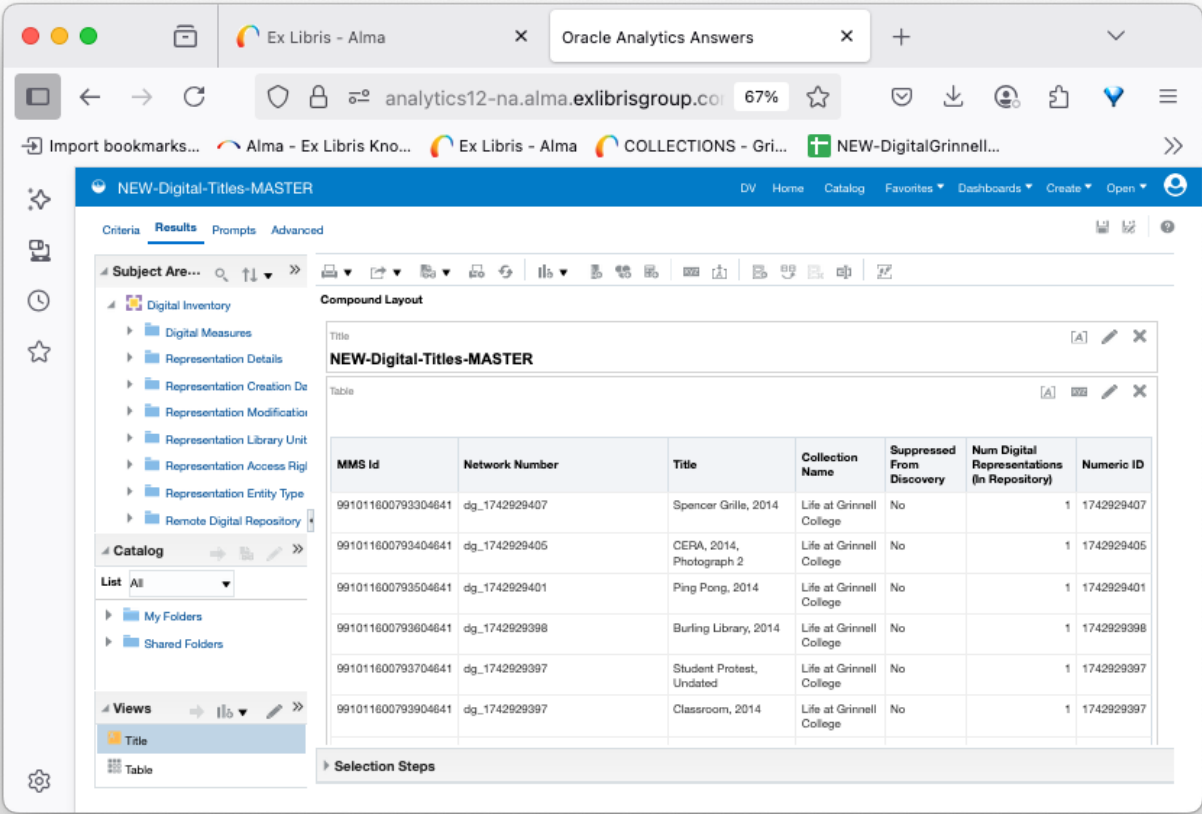 Ex Libris - Alma
Oracle Analytics Answers
analytics12-na.alma.exlibrisgroup.co
67%
Import bookmarks...
Alma - Ex Libris Kno...
Ex Libris - Alma
COLLECTIONS - Gri...
NEW-DigitalGrinnell...
NEW-Digital-Titles-MASTER
DV Home Catalog Favorites Dashboards Create Open
Criteria Results Prompts Advanced
Subject Are...
Digital Inventory
Digital Measures
Representation Details
Representation Creation Da
Representation Modification
Representation Library Unit
Representation Access Rig
Representation Entity Type
Remote Digital Repository
Catalog
List All
My Folders
Shared Folders
Views
Title
Table
Compound Layout
Title
NEW-Digital-Titles-MASTER
Table
MMS Id Network Number Title Collection Name Suppressed From Discovery Num Digital Representations (In Repository) Numeric ID
991011600793304641 dg_1742929407 Spencer Grille, 2014 Life at Grinnell College No 1 1742929407
991011600793404641 dg_1742929405 CERA, 2014, Photograph 2 Life at Grinnell College No 1 1742929405
991011600793504641 dg_1742929401 Ping Pong, 2014 Life at Grinnell College No 1 1742929401
991011600793604641 dg_1742929398 Burling Library, 2014 Life at Grinnell College No 1 1742929398
991011600793704641 dg_1742929397 Student Protest, Undated Life at Grinnell College No 1 1742929397
991011600793904641 dg_1742929397 Classroom, 2014 Life at Grinnell College No 1 1742929397
Selection Steps